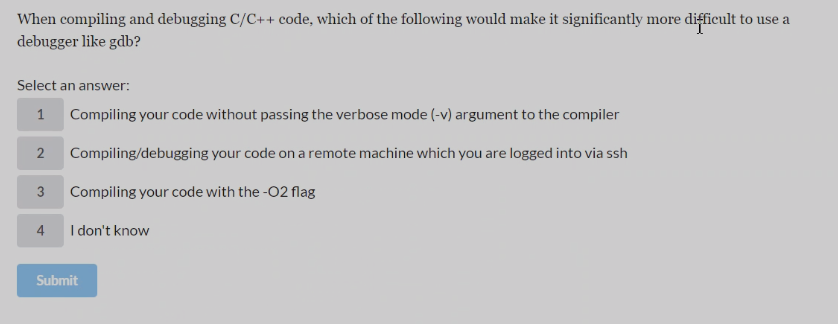 When compiling and debugging C/C++ code, which of the following would make it significantly more difficult to use a
debugger like gdb?
Select an answer:
1 Compiling your code without passing the verbose mode (-v) argument to the compiler
2 Compiling/debugging your code on a remote machine which you are logged into via ssh
3 Compiling your code with the -O2 flag
4 I don't know
Submit